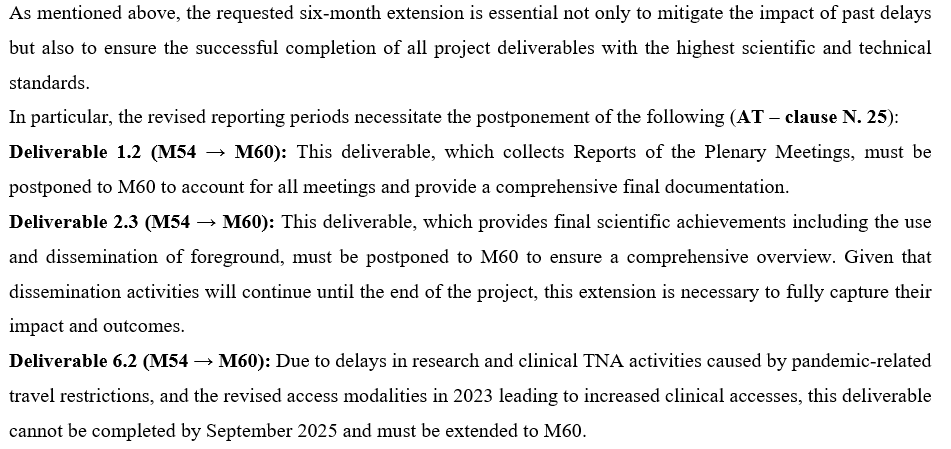 As mentioned above, the requested six-month extension is essential not only to mitigate the impact of past delays
but also to ensure the successful completion of all project deliverables with the highest scientific and technical
standards.
In particular, the revised reporting periods necessitate the postponement of the following (AT – clause N. 25):
Deliverable 1.2 (M54 → M60): This deliverable, which collects Reports of the Plenary Meetings, must be
postponed to M60 to account for all meetings and provide a comprehensive final documentation.
Deliverable 2.3 (M54 → M60): This deliverable, which provides final scientific achievements including the use
and dissemination of foreground, must be postponed to M60 to ensure a comprehensive overview. Given that
dissemination activities will continue until the end of the project, this extension is necessary to fully capture their
impact and outcomes.
Deliverable 6.2 (M54 → M60): Due to delays in research and clinical TNA activities caused by pandemic-related
travel restrictions, and the revised access modalities in 2023 leading to increased clinical accesses, this deliverable
cannot be completed by September 2025 and must be extended to M60.